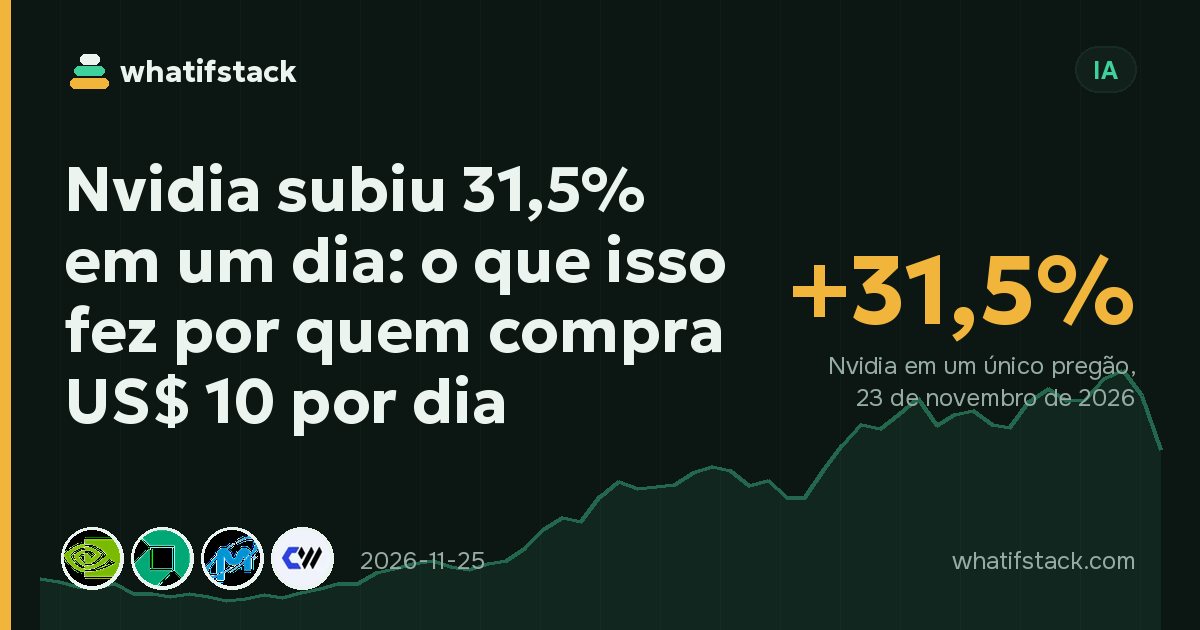 whatifstack
IA
Nvidia subiu 31,5%
em um dia: o que isso
fez por quem compra
US$ 10 por dia
+31,5%
Nvidia em um único pregão,
23 de novembro de 2026
2026-11-25
whatifstack.com